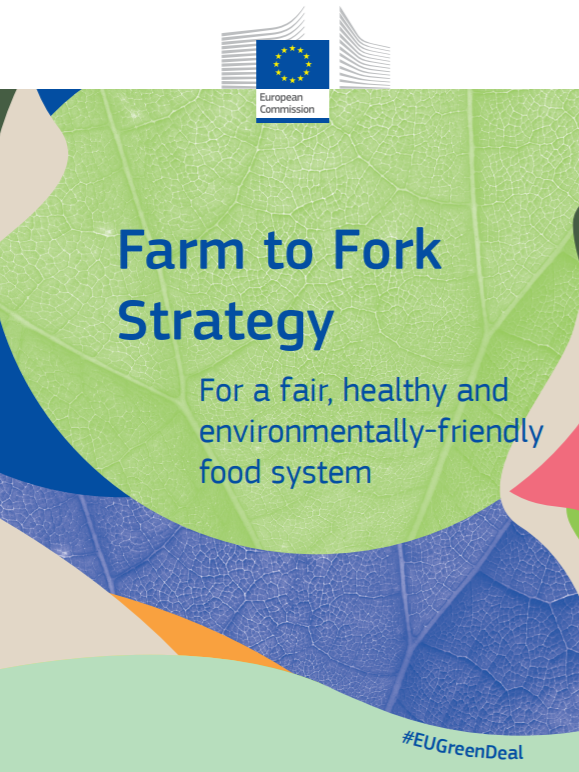 European
Commission
Farm to Fork
Strategy
For a fair, healthy and
environmentally-friendly
food system
#EUGreenDeal